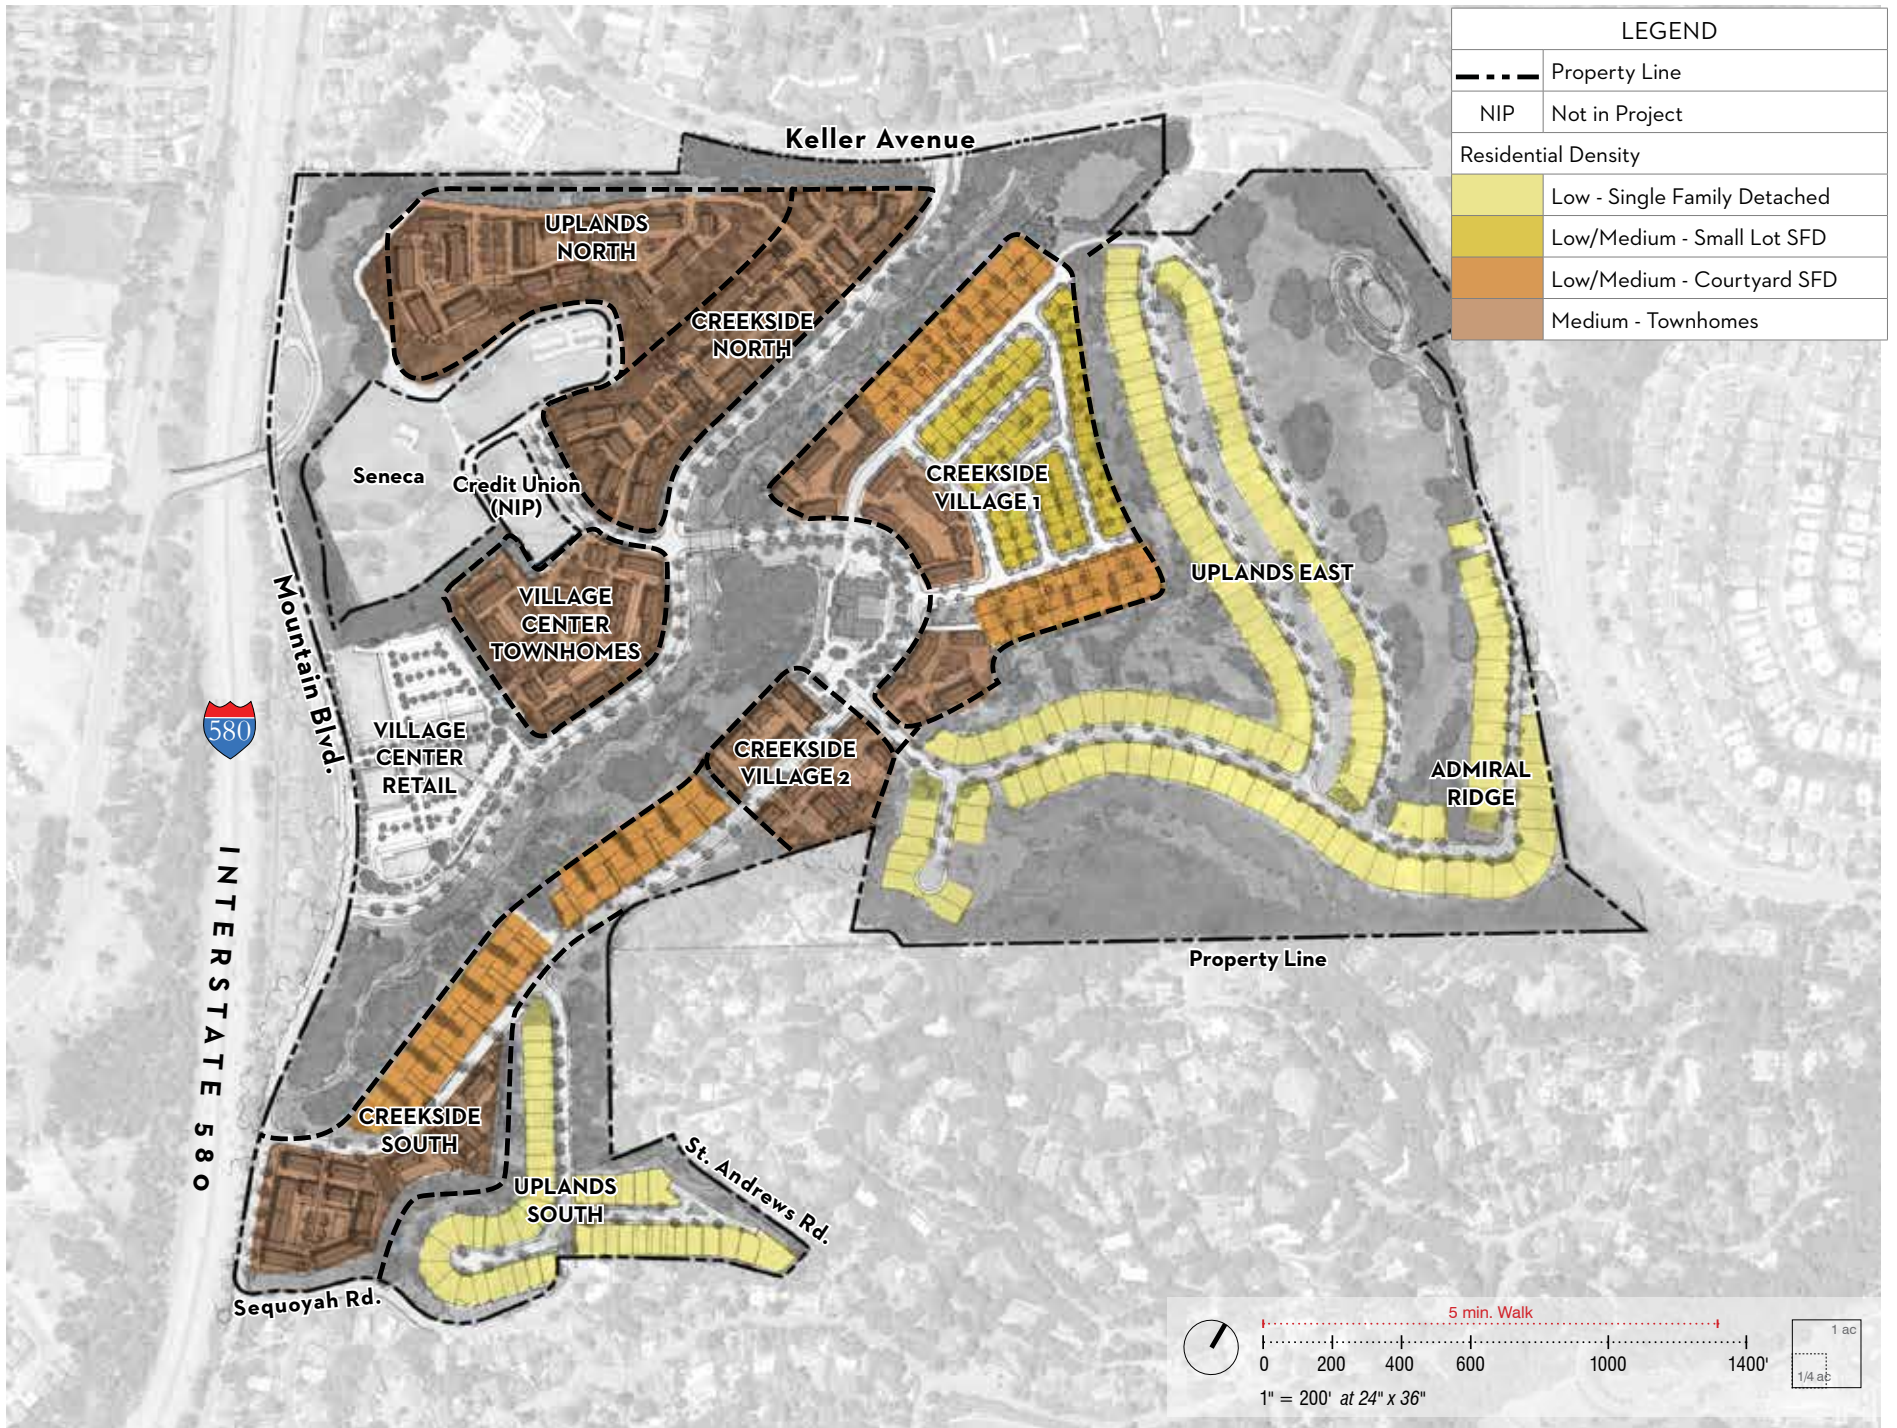 LEGEND
Property Line
NIP Not in Project
Residential Density
Low - Single Family Detached
Low/Medium - Small Lot SFD
Low/Medium - Courtyard SFD
Medium - Townhomes
Keller Avenue
UPLANDS
NORTH
CREEKSIDE
NORTH
Seneca
Credit Union
(NIP)
CREEKSIDE
VILLAGE 1
UPLANDS EAST
Mountain Blvd.
VILLAGE
CENTER
TOWNHOMES
580
VILLAGE
CENTER
RETAIL
CREEKSIDE
VILLAGE 2
ADMIRAL
RIDGE
INTERSTATE 580
Property Line
CREEKSIDE
SOUTH
UPLANDS
SOUTH
St. Andrews Rd.
Sequoyah Rd.
5 min. Walk
0 200 400 600 1000 1400'
1" = 200' at 24" x 36"
1 ac
1/4 ac